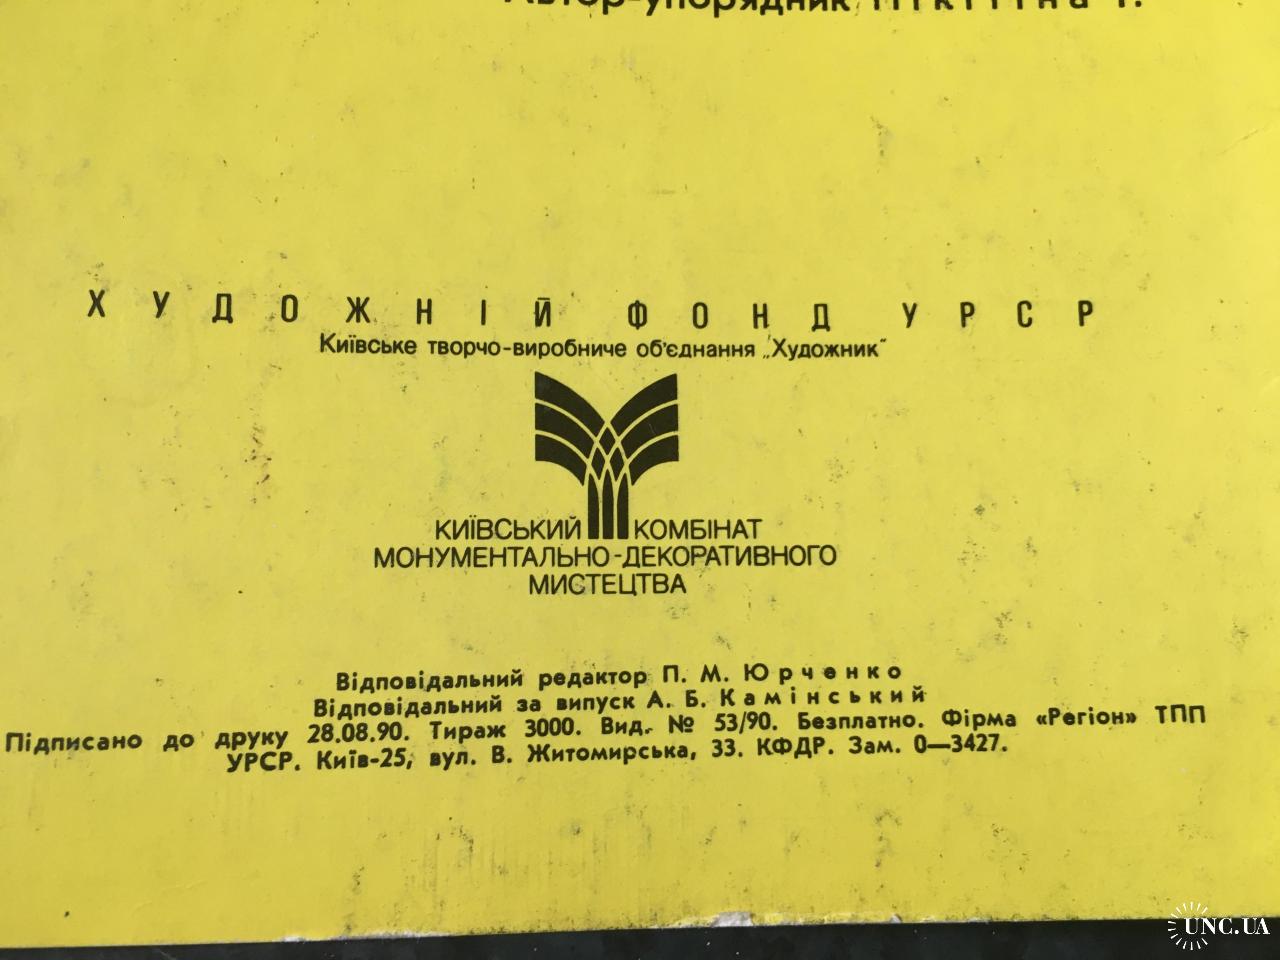 Автор-упорядник
ХУДОЖНІЙ ФОНД УРСР
Київське творчо-виробниче об'єднання „Художник"
КИЇВСЬКИЙ КОМБІНАТ
МОНУМЕНТАЛЬНО-ДЕКОРАТИВНОГО
МИСТЕЦТВА
Відповідальний редактор П. М. Юрченко
Відповідальний за випуск А. Б. Камінський
Підписано до друку 28.08.90. Тираж 3000. Вид. № 53/90. Безплатно. Фірма «Регіон» ТПП
УРСР. Київ-25, вул. В. Житомирська, 33. КФДР. Зам. 0—3427.
UNC.UA